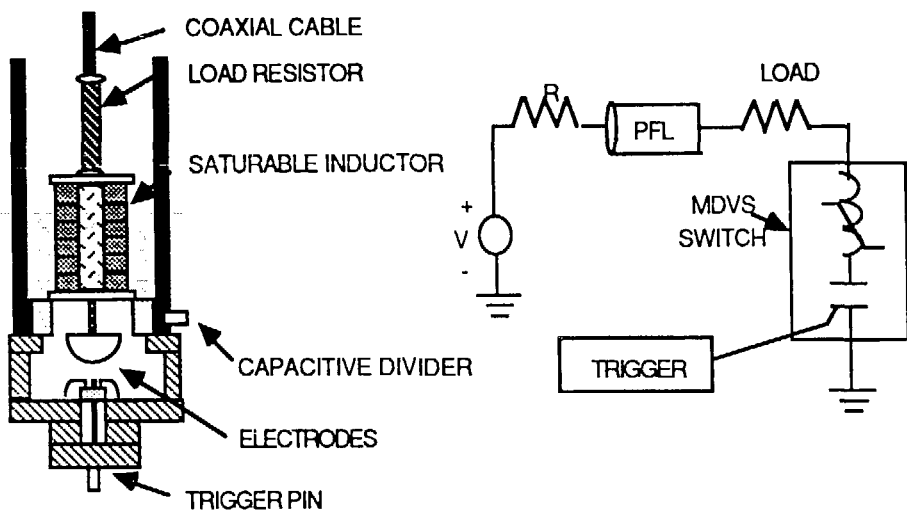 COAXIAL CABLE
LOAD RESISTOR
SATURABLE INDUCTOR
CAPACITIVE DIVIDER
ELECTRODES
TRIGGER PIN
R
PFL
LOAD
+
V
-
MDVS
SWITCH
TRIGGER